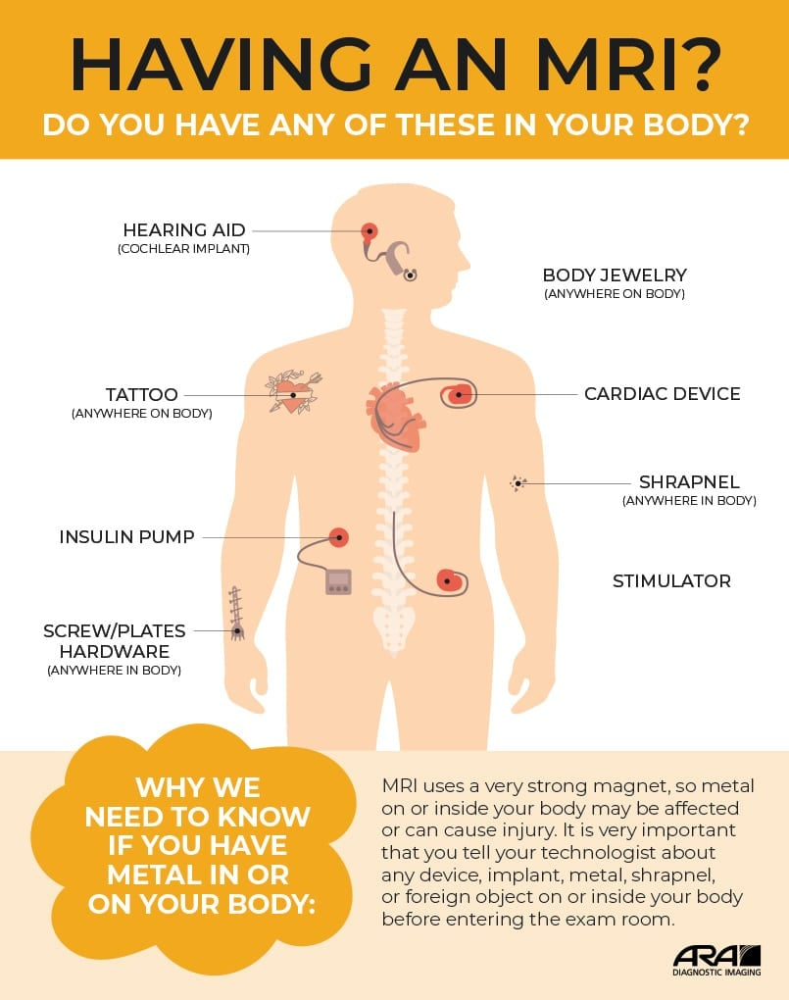 HAVING AN MRI?
DO YOU HAVE ANY OF THESE IN YOUR BODY?
HEARING AID
(COCHLEAR IMPLANT)
BODY JEWELRY
(ANYWHERE ON BODY)
TATTOO
(ANYWHERE ON BODY)
CARDIAC DEVICE
SHRAPNEL
(ANYWHERE IN BODY)
INSULIN PUMP
STIMULATOR
SCREW/PLATES
HARDWARE
(ANYWHERE IN BODY)
WHY WE
NEED TO KNOW
IF YOU HAVE
METAL IN OR
ON YOUR BODY:
MRI uses a very strong magnet, so metal
on or inside your body may be affected
or can cause injury. It is very important
that you tell your technologist about
any device, implant, metal, shrapnel,
or foreign object on or inside your body
before entering the exam room.
ARA
DIAGNOSTIC IMAGING